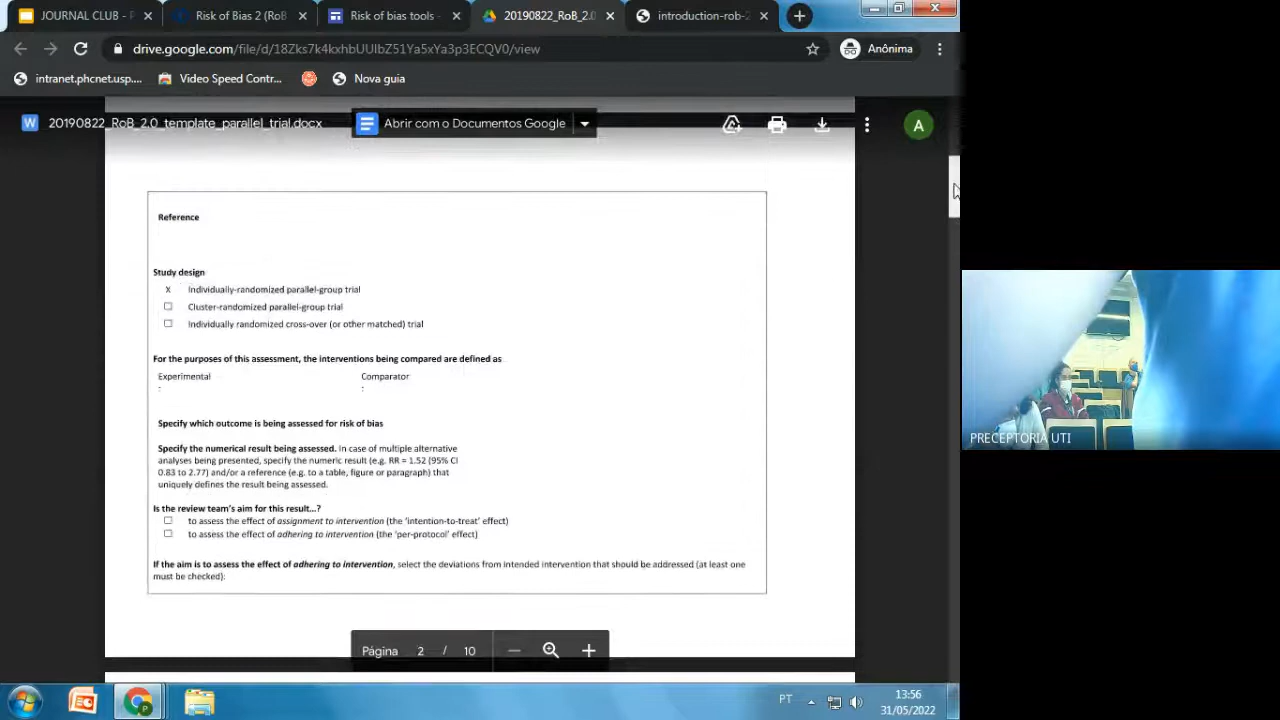 JOURNAL CLUB - P
Risk of Bias 2 (RoB
Risk of bias tools -
20190822_RoB_2.0
introduction-rob-2
drive.google.com/file/d/18Zks7k4kxhbUUIbZ51Ya5xYa3p3ECQV0/view
Anônima
intranet.phcnet.usp....
Video Speed Contr...
Nova guia
W
20190822_RoB_2.0_template_parallel_trial.docx
Abrir com o Documentos Google
A
Reference
Study design
X Individually-randomized parallel-group trial
Cluster-randomized parallel-group trial
Individually randomized cross-over (or other matched) trial
For the purposes of this assessment, the interventions being compared are defined as
Experimental Comparator
: :
Specify which outcome is being assessed for risk of bias
Specify the numerical result being assessed. In case of multiple alternative
analyses being presented, specify the numeric result (e.g. RR = 1.52 (95% CI
0.83 to 2.77) and/or a reference (e.g. to a table, figure or paragraph) that
uniquely defines the result being assessed.
Is the review team's aim for this result...?
to assess the effect of assignment to intervention (the 'intention-to-treat' effect)
to assess the effect of adhering to intervention (the 'per-protocol' effect)
If the aim is to assess the effect of adhering to intervention, select the deviations from intended intervention that should be addressed (at least one
must be checked):
Página 2 / 10
PRECEPTORIA UTI
PT
13:56
31/05/2022